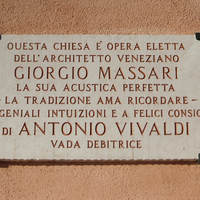 QUESTA CHIESA E' OPERA ELETTA
DELL'ARCHITETTO VENEZIANO
GIORGIO MASSARI
LA SUA ACUSTICA PERFETTA
- LA TRADIZIONE AMA RICORDARE -
GENIALI INTUIZIONI E A FELICI CONSIG
DI ANTONIO VIVALDI
VADA DEBITRICE